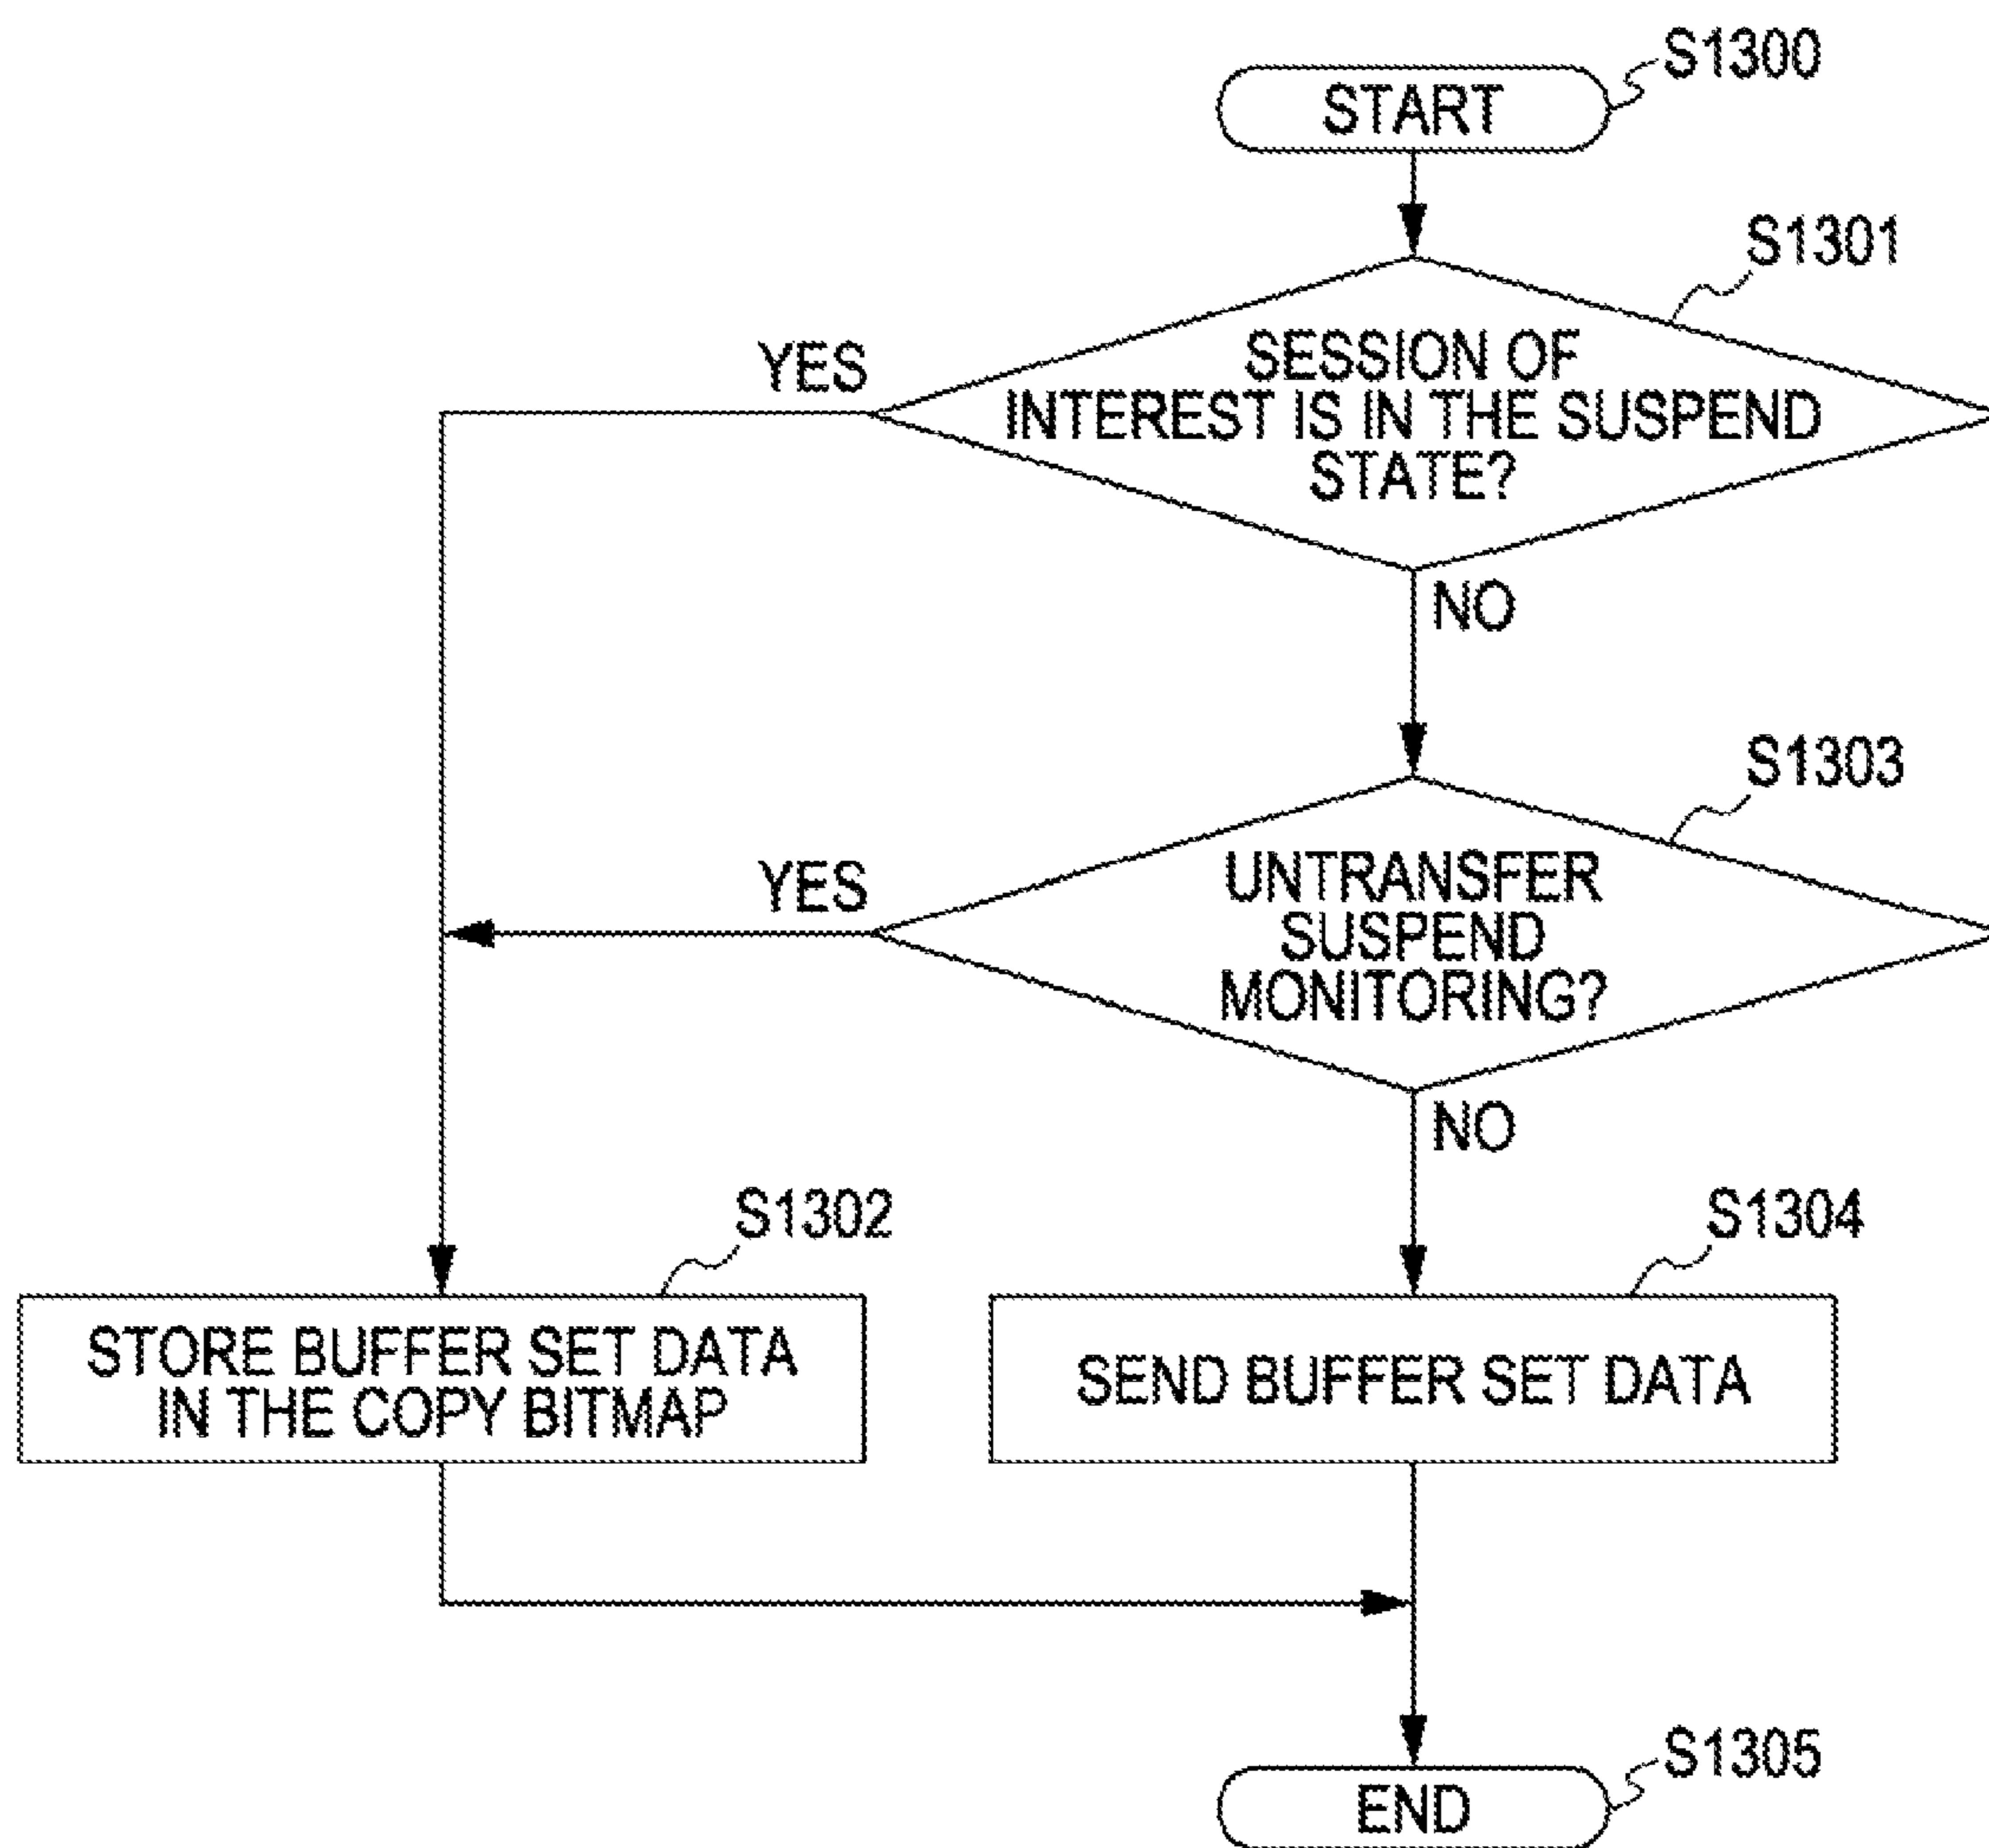 S1300
START
S1301
SESSION OF
INTEREST IS IN THE SUSPEND
STATE?
YES
NO
S1303
UNTRANSFER
SUSPEND
MONITORING?
YES
NO
S1302
STORE BUFFER SET DATA
IN THE COPY BITMAP
S1304
SEND BUFFER SET DATA
S1305
END